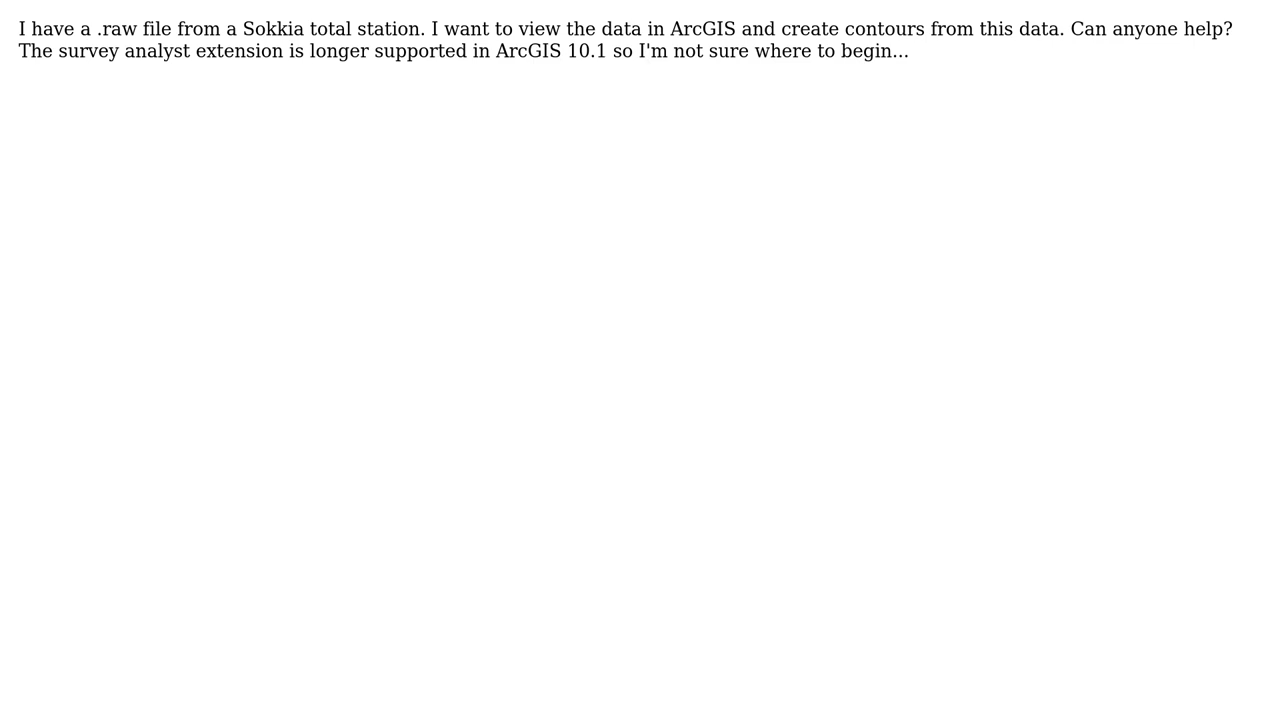 I have a .raw file from a Sokkia total station. I want to view the data in ArcGIS and create contours from this data. Can anyone help?
The survey analyst extension is longer supported in ArcGIS 10.1 so I'm not sure where to begin...